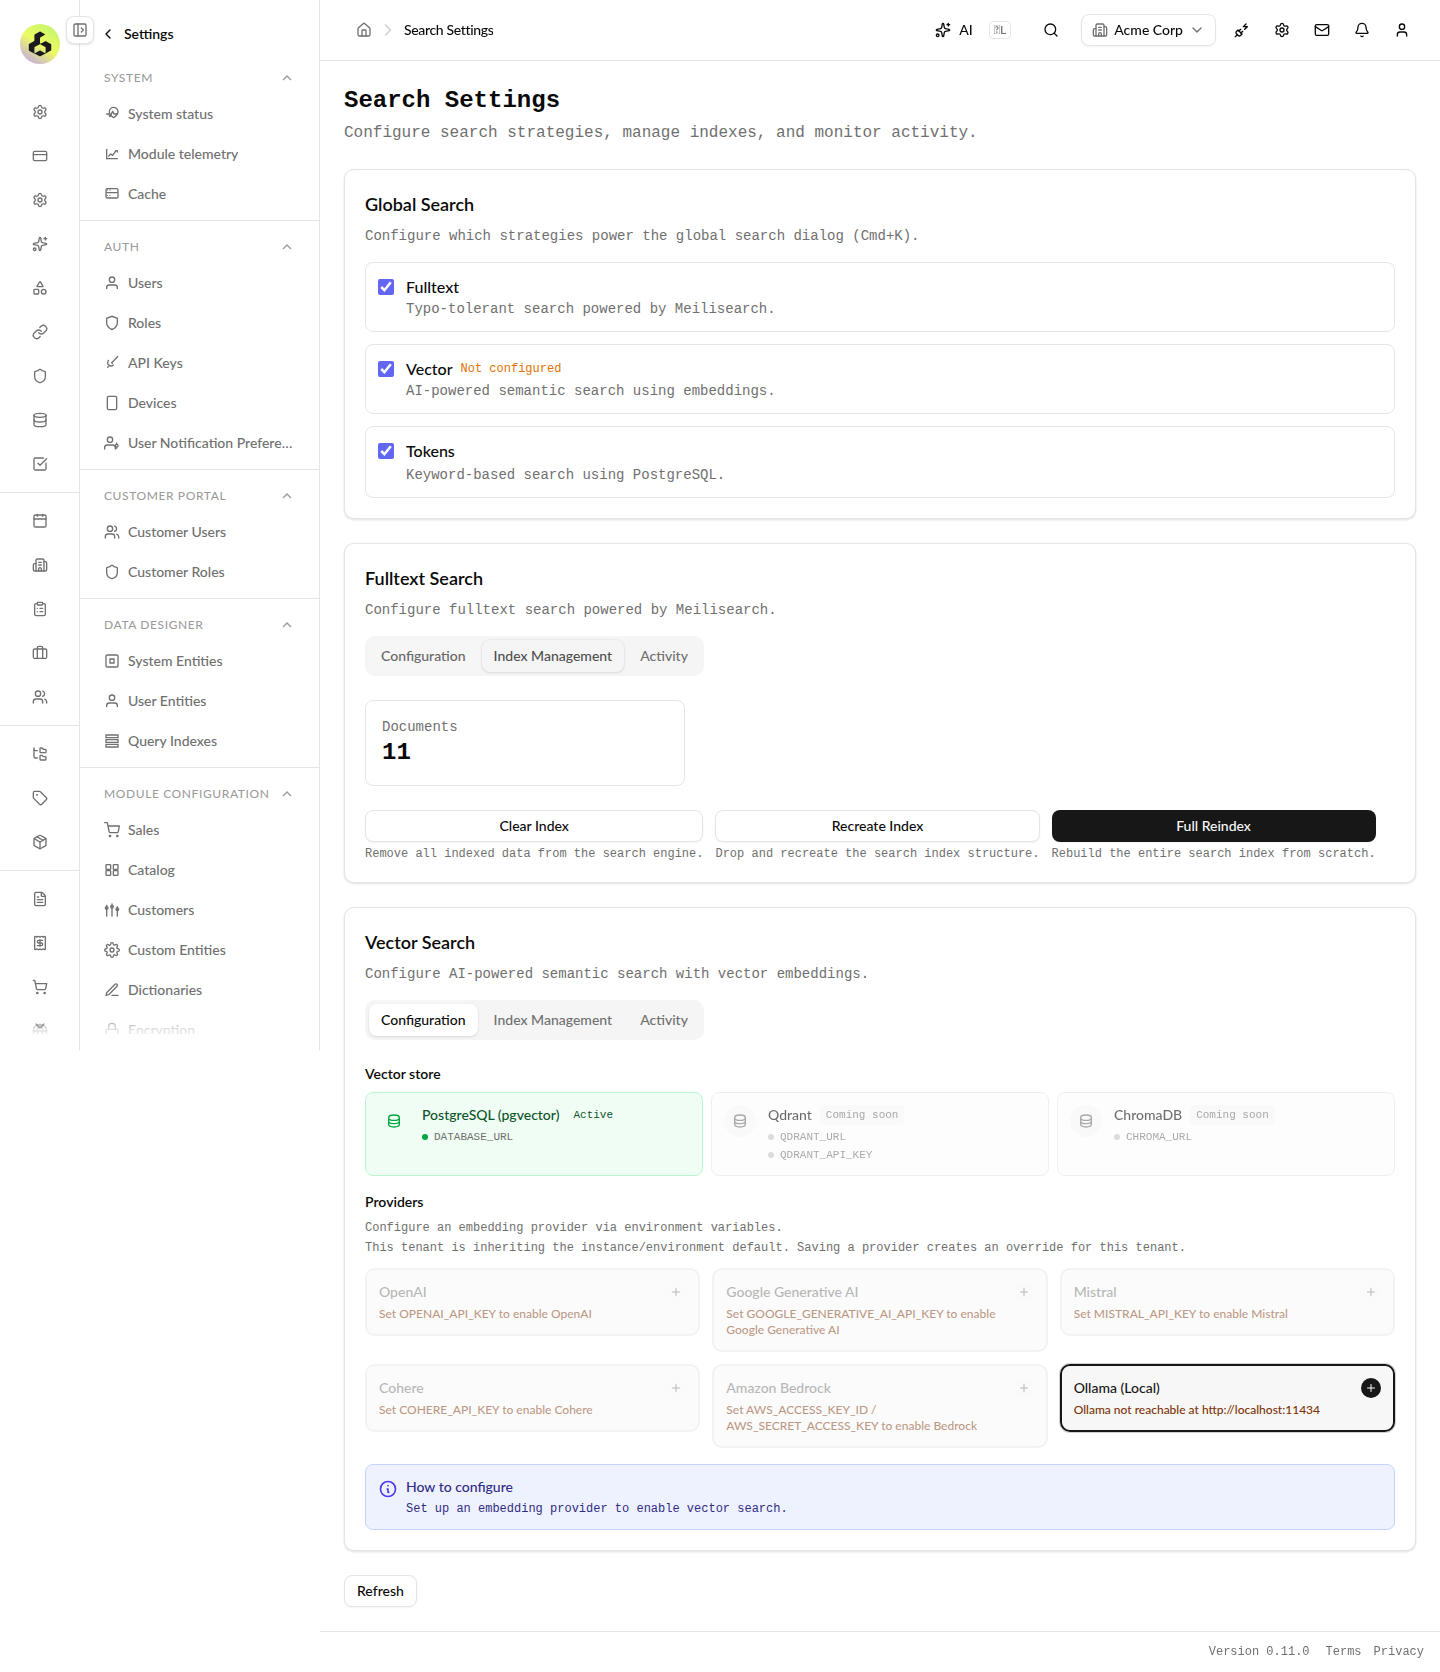 Settings
SYSTEM
System status
Module telemetry
Cache
AUTH
Users
Roles
API Keys
Devices
User Notification Prefere...
CUSTOMER PORTAL
Customer Users
Customer Roles
DATA DESIGNER
System Entities
User Entities
Query Indexes
MODULE CONFIGURATION
Sales
Catalog
Customers
Custom Entities
Dictionaries
Encryption
Search Settings
AI
L
Acme Corp
Search Settings
Configure search strategies, manage indexes, and monitor activity.
Global Search
Configure which strategies power the global search dialog (Cmd+K).
Fulltext
Typo-tolerant search powered by Meilisearch.
Vector Not configured
AI-powered semantic search using embeddings.
Tokens
Keyword-based search using PostgreSQL.
Fulltext Search
Configure fulltext search powered by Meilisearch.
Configuration Index Management Activity
Documents
11
Clear Index Recreate Index Full Reindex
Remove all indexed data from the search engine. Drop and recreate the search index structure. Rebuild the entire search index from scratch.
Vector Search
Configure AI-powered semantic search with vector embeddings.
Configuration Index Management Activity
Vector store
PostgreSQL (pgvector) Active
DATABASE_URL
Qdrant Coming soon
QDRANT_URL
QDRANT_API_KEY
ChromaDB Coming soon
CHROMA_URL
Providers
Configure an embedding provider via environment variables.
This tenant is inheriting the instance/environment default. Saving a provider creates an override for this tenant.
OpenAI
Set OPENAI_API_KEY to enable OpenAI
Google Generative AI
Set GOOGLE_GENERATIVE_AI_API_KEY to enable
Google Generative AI
Mistral
Set MISTRAL_API_KEY to enable Mistral
Cohere
Set COHERE_API_KEY to enable Cohere
Amazon Bedrock
Set AWS_ACCESS_KEY_ID /
AWS_SECRET_ACCESS_KEY to enable Bedrock
Ollama (Local)
Ollama not reachable at http://localhost:11434
How to configure
Set up an embedding provider to enable vector search.
Refresh
Version 0.11.0 Terms Privacy